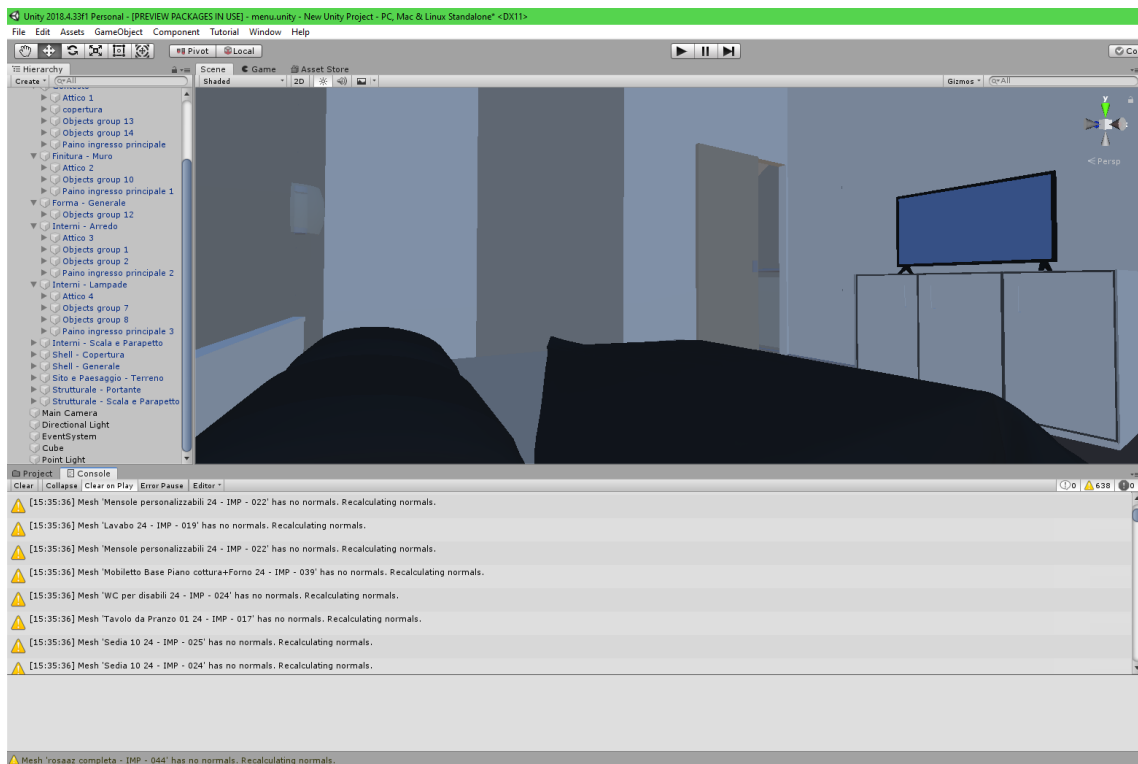 Unity 2018.4.33f1 Personal - [PREVIEW PACKAGES IN USE] - menu.unity - New Unity Project - PC, Mac & Linux Standalone* <DX11>
File Edit Assets GameObject Component Tutorial Window Help
Pivot Local Co
Hierarchy Scene Game Asset Store
Create All Shaded 2D Gizmos All
Attico 1
copertura
Objects group 13
Objects group 14
Paino ingresso principale
Finitura - Muro
Attico 2
Objects group 10
Paino ingresso principale 1
Forma - Generale
Objects group 12
Interni - Arredo
Attico 3
Objects group 1
Objects group 2
Paino ingresso principale 2
Interni - Lampade
Attico 4
Objects group 7
Objects group 8
Paino ingresso principale 3
Interni - Scala e Parapetto
Shell - Copertura
Shell - Generale
Sito e Paesaggio - Terreno
Strutturale - Portante
Strutturale - Scala e Parapetto
Main Camera
Directional Light
EventSystem
Cube
Point Light
y
Persp
Project Console
Clear Collapse Clear on Play Error Pause Editor 0 638 0
[15:35:36] Mesh 'Mensole personalizzabili 24 - IMP - 022' has no normals. Recalculating normals.
[15:35:36] Mesh 'Lavabo 24 - IMP - 019' has no normals. Recalculating normals.
[15:35:36] Mesh 'Mensole personalizzabili 24 - IMP - 022' has no normals. Recalculating normals.
[15:35:36] Mesh 'Mobiletto Base Piano cottura+Forno 24 - IMP - 039' has no normals. Recalculating normals.
[15:35:36] Mesh 'WC per disabili 24 - IMP - 024' has no normals. Recalculating normals.
[15:35:36] Mesh 'Tavolo da Pranzo 01 24 - IMP - 017' has no normals. Recalculating normals.
[15:35:36] Mesh 'Sedia 10 24 - IMP - 025' has no normals. Recalculating normals.
[15:35:36] Mesh 'Sedia 10 24 - IMP - 024' has no normals. Recalculating normals.
Mesh 'rosaaz completa - IMP - 044' has no normals. Recalculating normals.